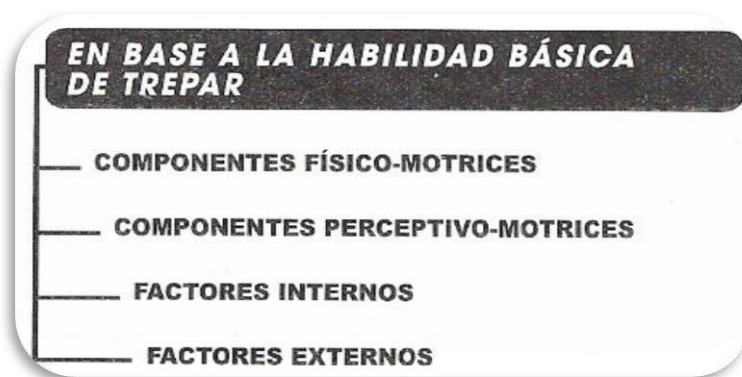 EN BASE A LA HABILIDAD BÁSICA
DE TREPAR
COMPONENTES FÍSICO-MOTRICES
COMPONENTES PERCEPTIVO-MOTRICES
FACTORES INTERNOS
FACTORES EXTERNOS